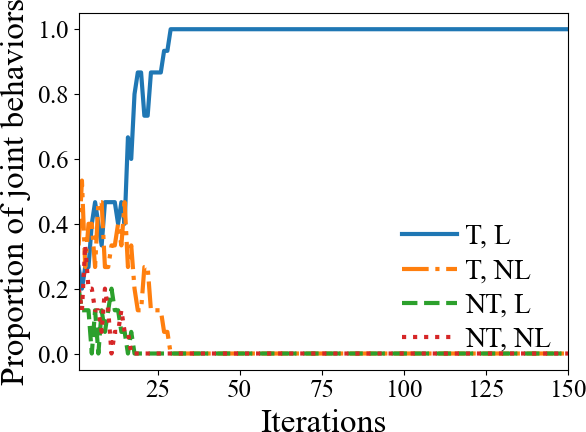 Proportion of joint behaviors
1.0
0.8
0.6
0.4
0.2
0.0
T, L
T, NL
NT, L
NT, NL
25 50 75 100 125 150
Iterations